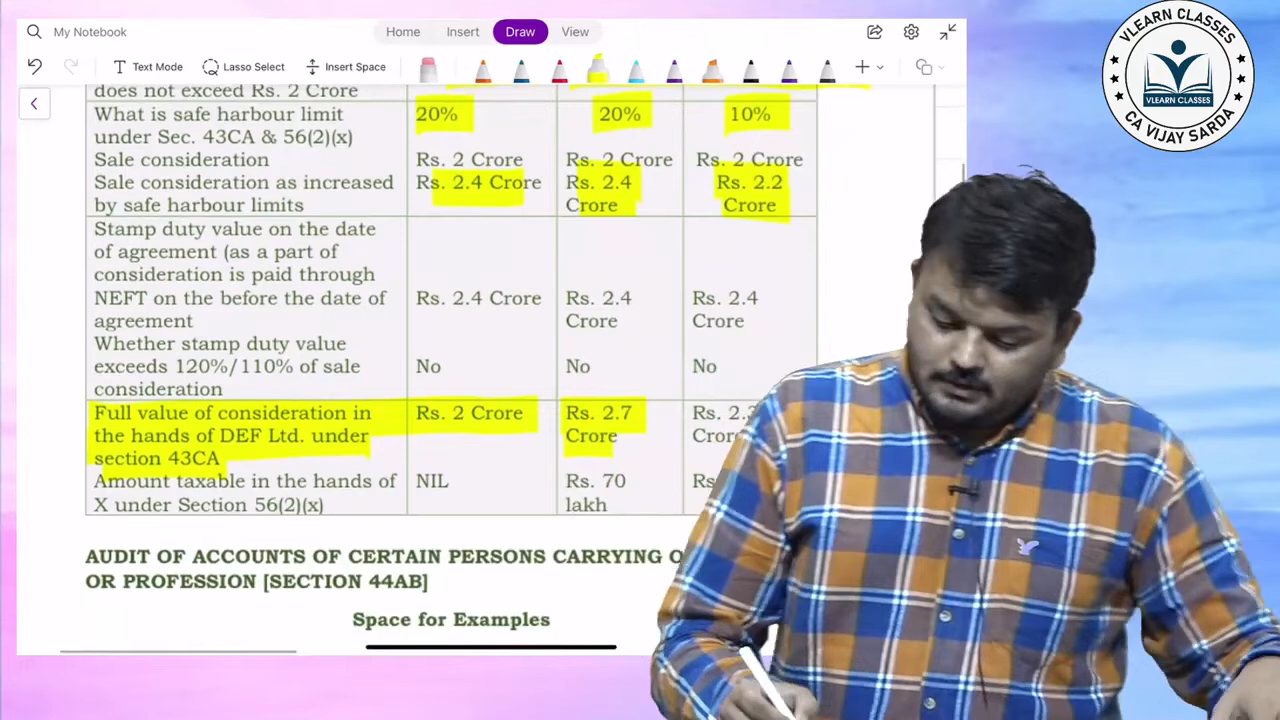 My Notebook
Home Insert Draw View
Text Mode Lasso Select Insert Space
does not exceed Rs. 2 Crore
What is safe harbour limit 20% 20% 10%
under Sec. 43CA & 56(2)(x)
Sale consideration Rs. 2 Crore Rs. 2 Crore Rs. 2 Crore
Sale consideration as increased Rs. 2.4 Crore Rs. 2.4 Rs. 2.2
by safe harbour limits Crore Crore
Stamp duty value on the date
of agreement (as a part of
consideration is paid through
NEFT on the before the date of Rs. 2.4 Crore Rs. 2.4 Rs. 2.4
agreement Crore Crore
Whether stamp duty value
exceeds 120%/110% of sale No No No
consideration
Full value of consideration in Rs. 2 Crore Rs. 2.7 Rs.
the hands of DEF Ltd. under Crore
section 43CA
Amount taxable in the hands of NIL Rs. 70
X under Section 56(2)(x) lakh
AUDIT OF ACCOUNTS OF CERTAIN PERSONS CARRYING
OR PROFESSION [SECTION 44AB]
Space for Examples
VLEARN CLASSES
VLEARN CLASSES
CA VIJAY SARDA